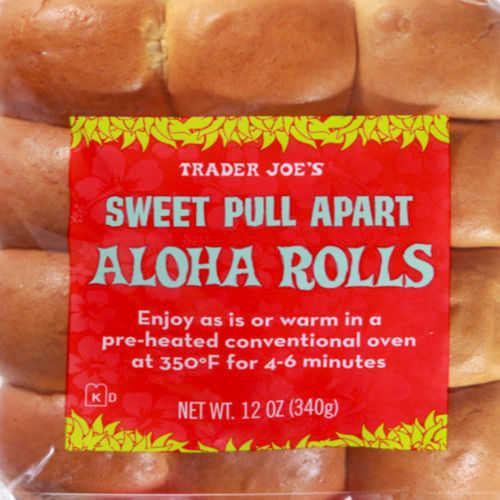 TRADER JOE'S
SWEET PULL APART
ALOHA ROLLS
Enjoy as is or warm in a
pre-heated conventional oven
at 350°F for 4-6 minutes
K D
NET WT. 12 OZ (340g)